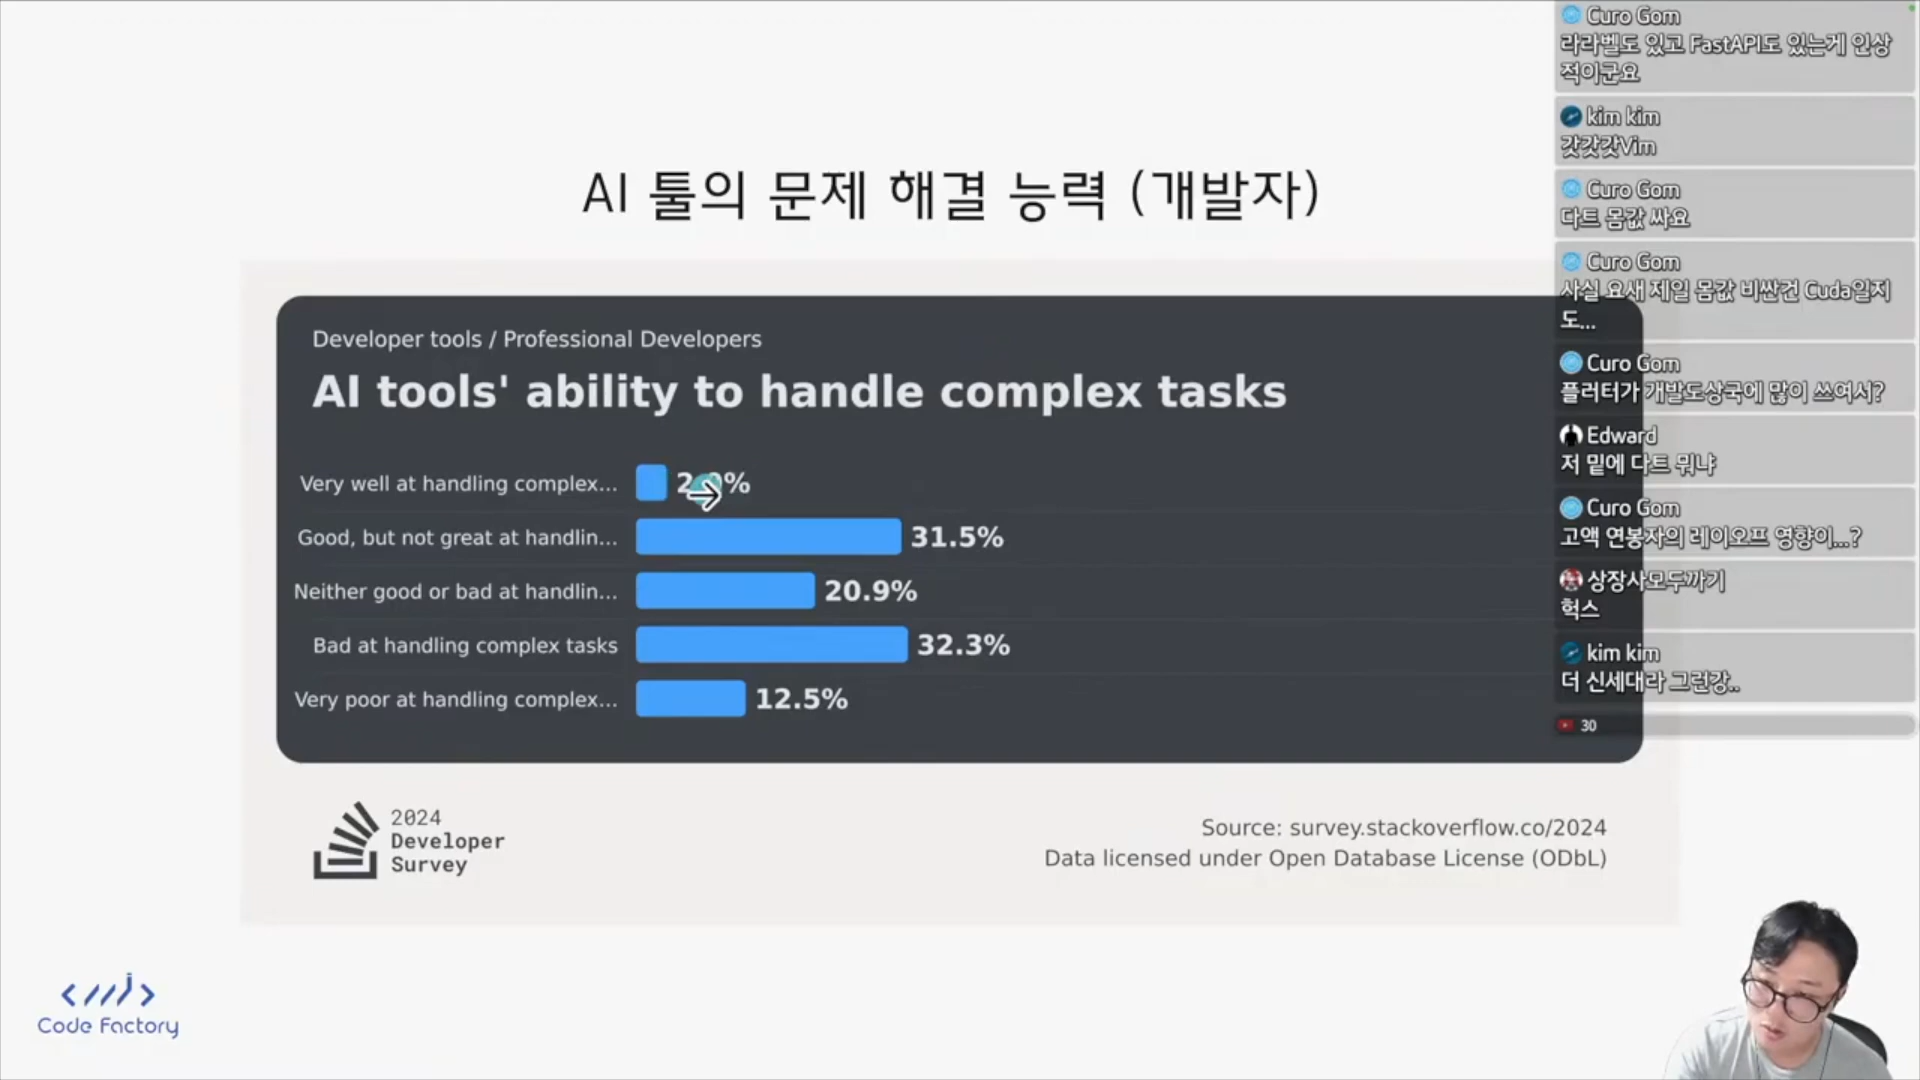 AI 툴의 문제 해결 능력 (개발자)
Developer tools / Professional Developers
AI tools' ability to handle complex tasks
Very well at handling complex...
Good, but not great at handlin... 31.5%
Neither good or bad at handlin... 20.9%
Bad at handling complex tasks 32.3%
Very poor at handling complex... 12.5%
2024
Developer
Survey
Source: survey.stackoverflow.co/2024
Data licensed under Open Database License (ODbL)
Code Factory
Curo Gom
라라벨도 있고 FastAPI도 있는게 인상
적이군요
kim kim
갓갓갓Vim
Curo Gom
다트 몸값 싸요
Curo Gom
사실 요새 제일 몸값 비싼건 Cuda일지
도...
Curo Gom
플러터가 개발도상국에 많이 쓰여서?
Edward
저 밑에 다트 뭐냐
Curo Gom
고액 연봉자의 레이오프 영향이...?
상장사모두까기
헉스
kim kim
더 신세대라 그런강..
30